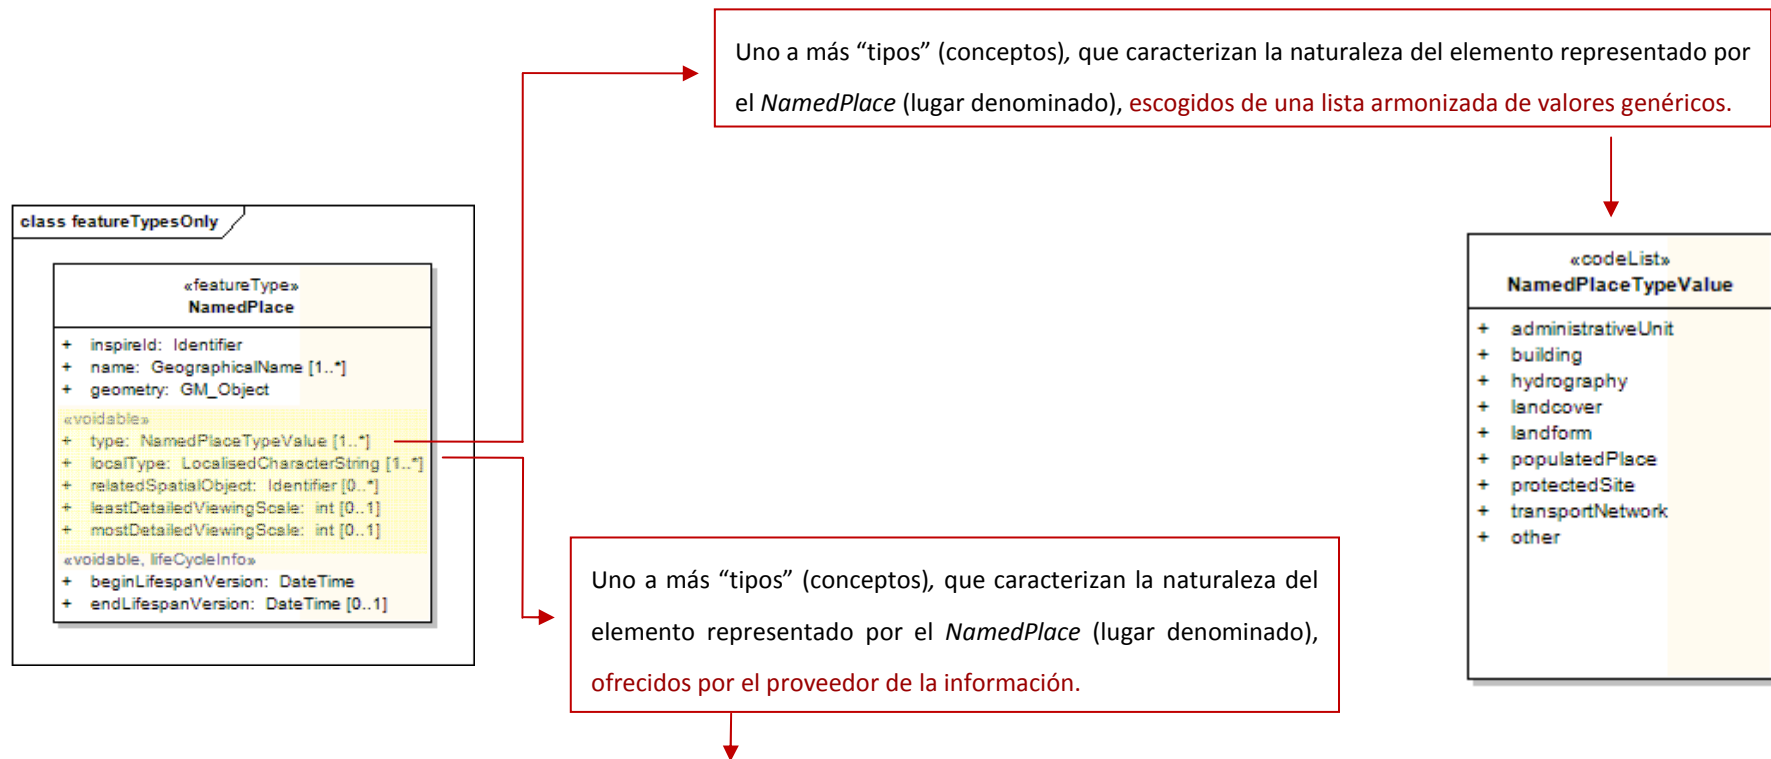 Uno a más “tipos” (conceptos), que caracterizan la naturaleza del elemento representado por
el NamedPlace (lugar denominado), escogidos de una lista armonizada de valores genéricos.
class featureTypesOnly
«featureType»
NamedPlace
+ inspireId: Identifier
+ name: GeographicalName [1..*]
+ geometry: GM_Object
«voidable»
+ type: NamedPlaceTypeValue [1..*]
+ localType: LocalisedCharacterString [1..*]
+ relatedSpatialObject: Identifier [0..*]
+ leastDetailedViewingScale: int [0..1]
+ mostDetailedViewingScale: int [0..1]
«voidable, lifeCycleInfo»
+ beginLifespanVersion: DateTime
+ endLifespanVersion: DateTime [0..1]
«codeList»
NamedPlaceTypeValue
+ administrativeUnit
+ building
+ hydrography
+ landcover
+ landform
+ populatedPlace
+ protectedSite
+ transportNetwork
+ other
Uno a más “tipos” (conceptos), que caracterizan la naturaleza del
elemento representado por el NamedPlace (lugar denominado),
ofrecidos por el proveedor de la información.